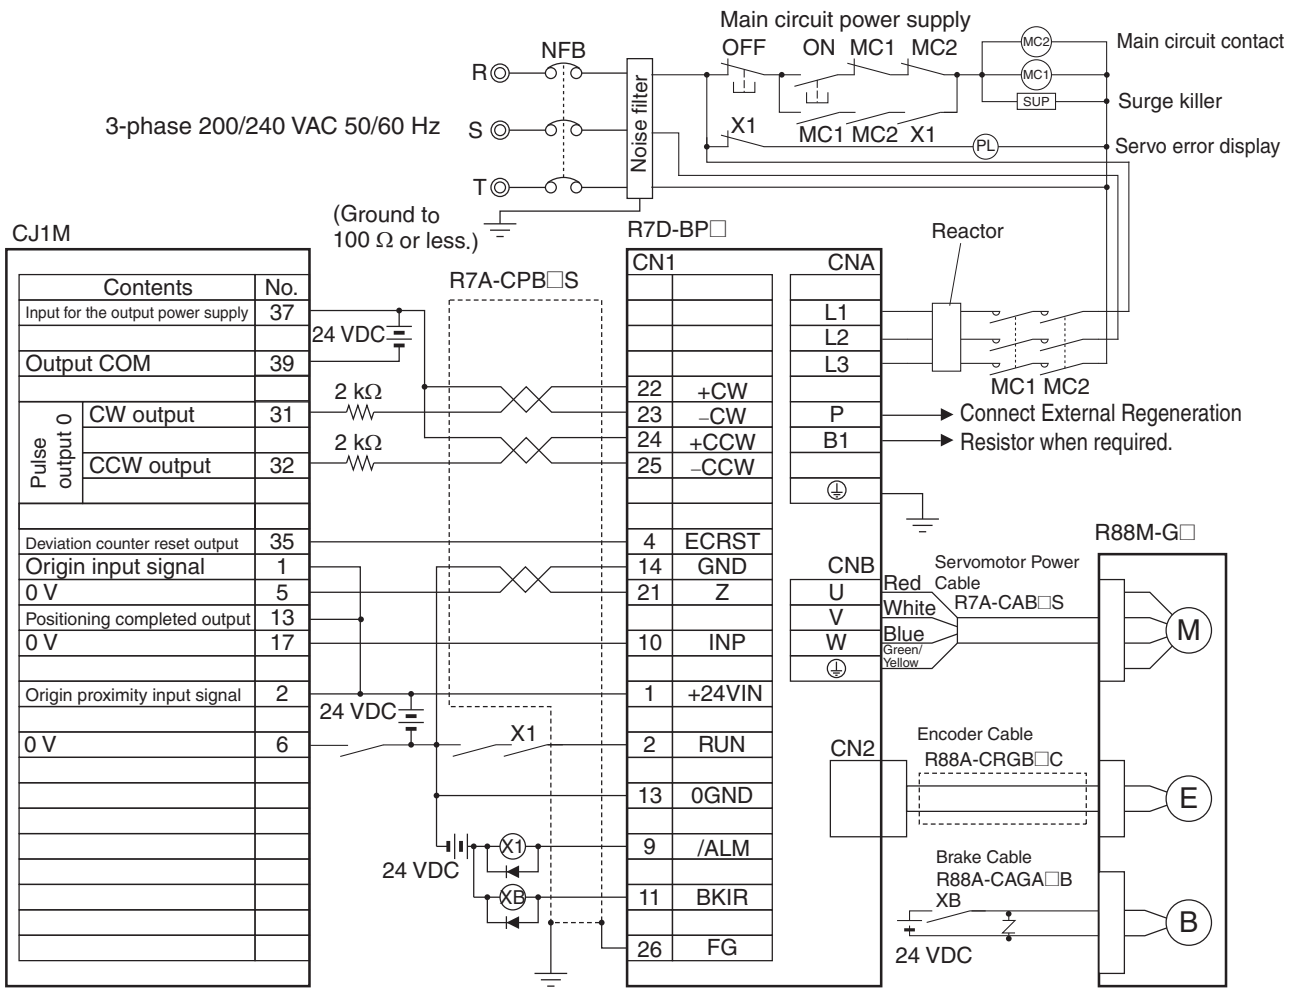 Main circuit power supply
OFF ON MC1 MC2
MC2
Main circuit contact
MC1
SUP
Surge killer
MC1 MC2 X1
X1
PL
Servo error display
NFB
R
S
T
3-phase 200/240 VAC 50/60 Hz
Noise filter
(Ground to
100 Ω or less.)
CJ1M
Contents No.
Input for the output power supply 37
Output COM 39
Pulse
output 0
CW output 31
CCW output 32
Deviation counter reset output 35
Origin input signal 1
0 V 5
Positioning completed output 13
0 V 17
Origin proximity input signal 2
0 V 6
24 VDC
2 kΩ
2 kΩ
24 VDC
X1
24 VDC
X1
XB
R7A-CPB□S
R7D-BP□
CN1
22 +CW
23 −CW
24 +CCW
25 −CCW
4 ECRST
14 GND
21 Z
10 INP
1 +24VIN
2 RUN
13 0GND
9 /ALM
11 BKIR
26 FG
CNA
L1
L2
L3
P
B1
Reactor
MC1 MC2
Connect External Regeneration
Resistor when required.
CNB
U
V
W
Red
White
Blue
Green/
Yellow
Servomotor Power
Cable
R7A-CAB□S
R88M-G□
M
CN2
Encoder Cable
R88A-CRGB□C
E
Brake Cable
R88A-CAGA□B
XB
24 VDC
B